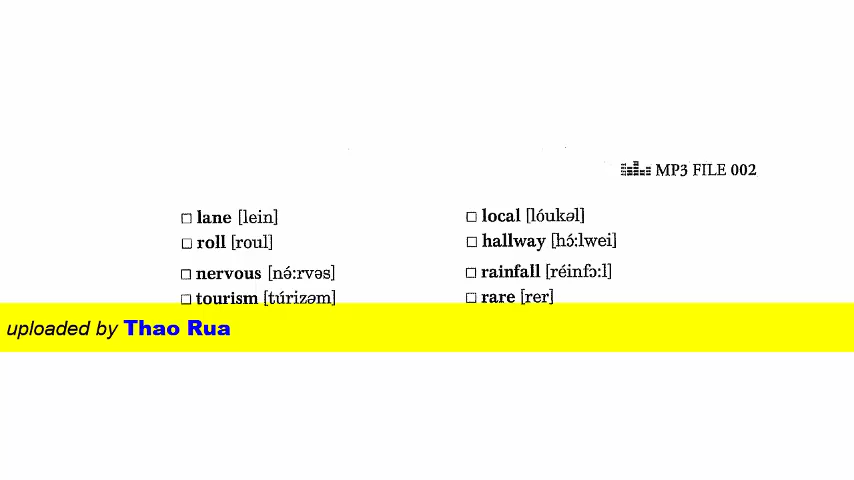 MP3 FILE 002
□ lane [lein]
□ roll [roul]
□ nervous [nə́:rvəs]
□ tourism [túrizəm]
□ local [lóukəl]
□ hallway [hɔ́:lwei]
□ rainfall [réinfɔ:l]
□ rare [rer]
uploaded by Thao Rua